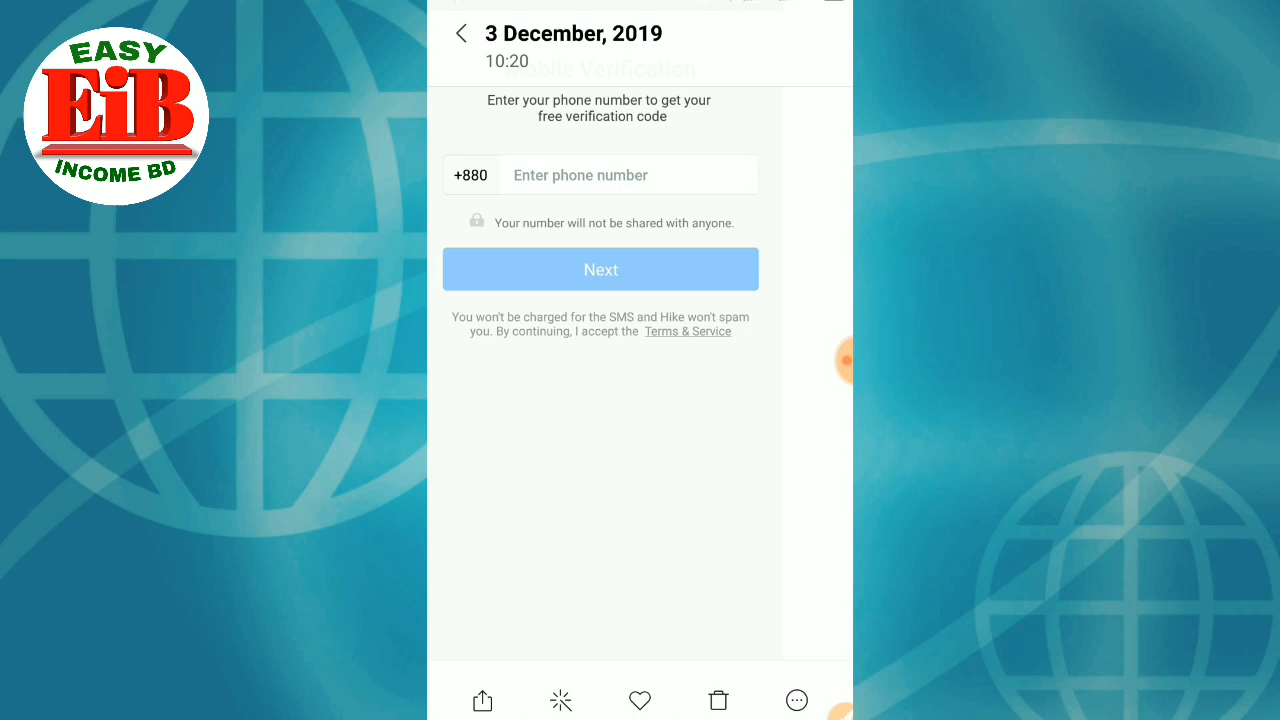 EASY
EiB
INCOME BD
3 December, 2019
10:20
Mobile Verification
Enter your phone number to get your
free verification code
+880
Enter phone number
Your number will not be shared with anyone.
Next
You won't be charged for the SMS and Hike won't spam
you. By continuing, I accept the Terms & Service